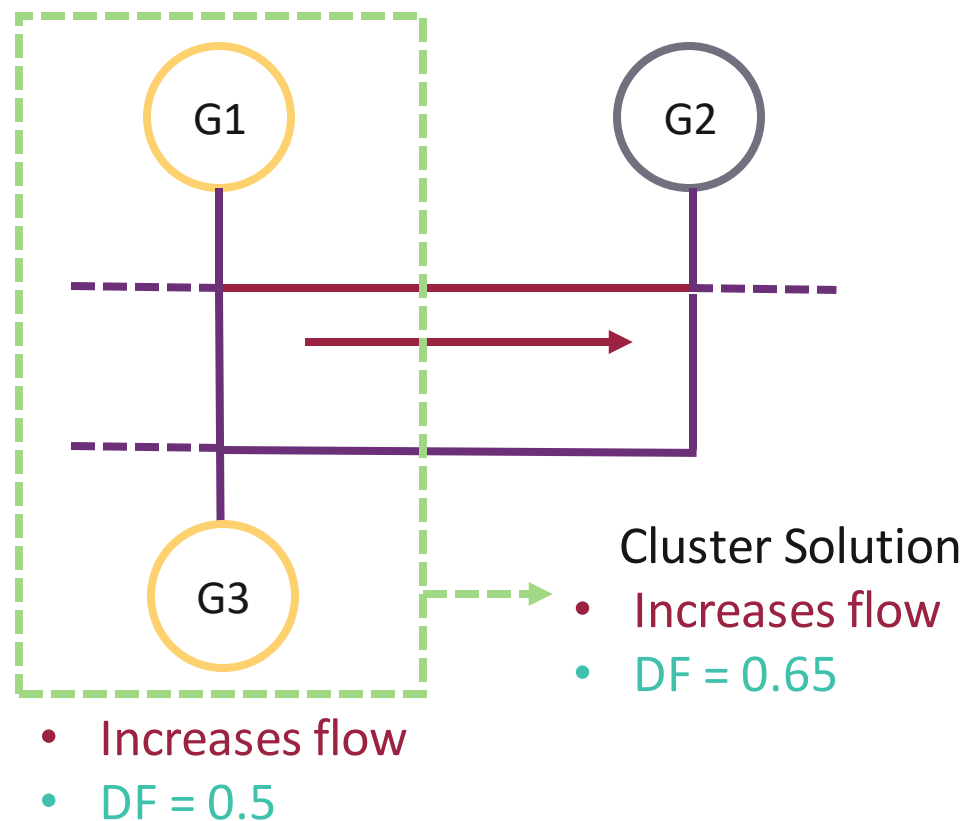 G1
G2
G3
Cluster Solution
• Increases flow
• DF = 0.65
• Increases flow
• DF = 0.5